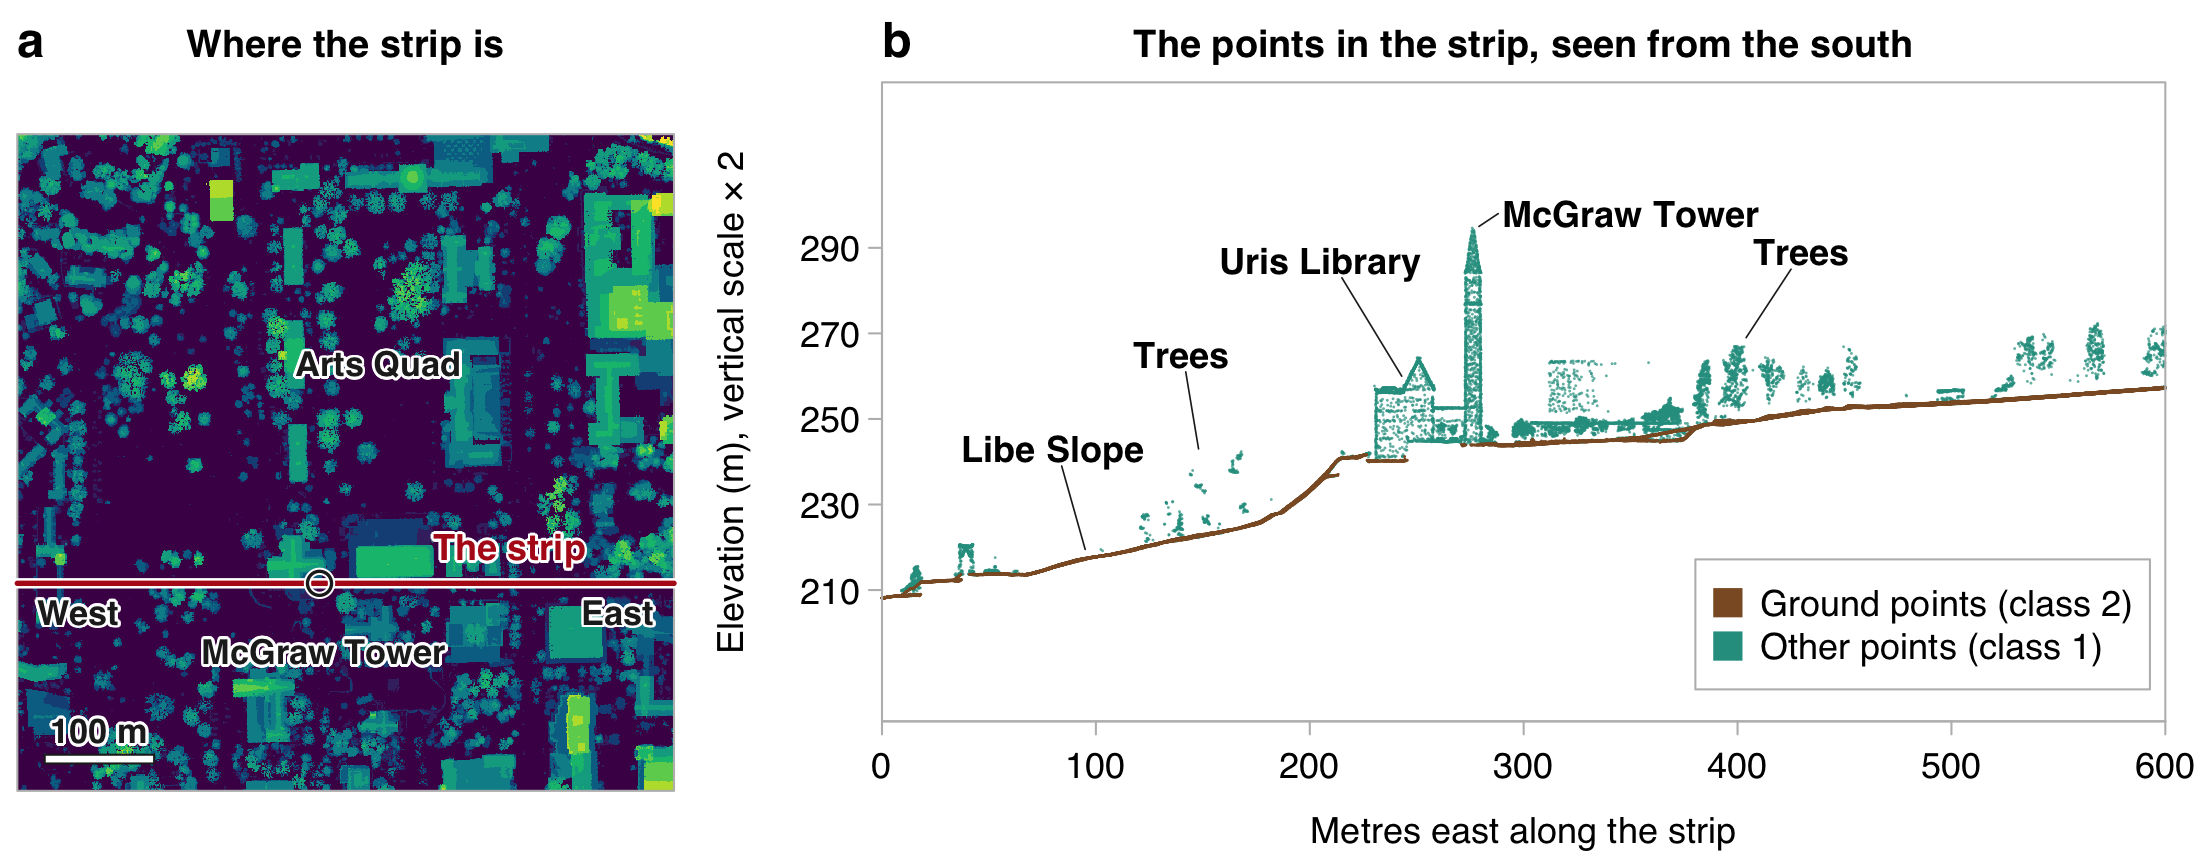 a
Where the strip is
Arts Quad
The strip
West
East
McGraw Tower
100 m
b
The points in the strip, seen from the south
Elevation (m), vertical scale × 2
290
270
250
230
210
McGraw Tower
Trees
Uris Library
Trees
Libe Slope
Ground points (class 2)
Other points (class 1)
0 100 200 300 400 500 600
Metres east along the strip